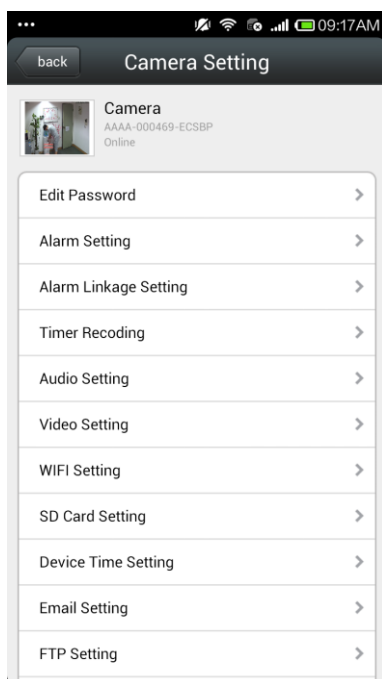 ... 09:17AM
back Camera Setting
Camera
AAAA-000469-ECSBP
Online
Edit Password
Alarm Setting
Alarm Linkage Setting
Timer Recoding
Audio Setting
Video Setting
WIFI Setting
SD Card Setting
Device Time Setting
Email Setting
FTP Setting